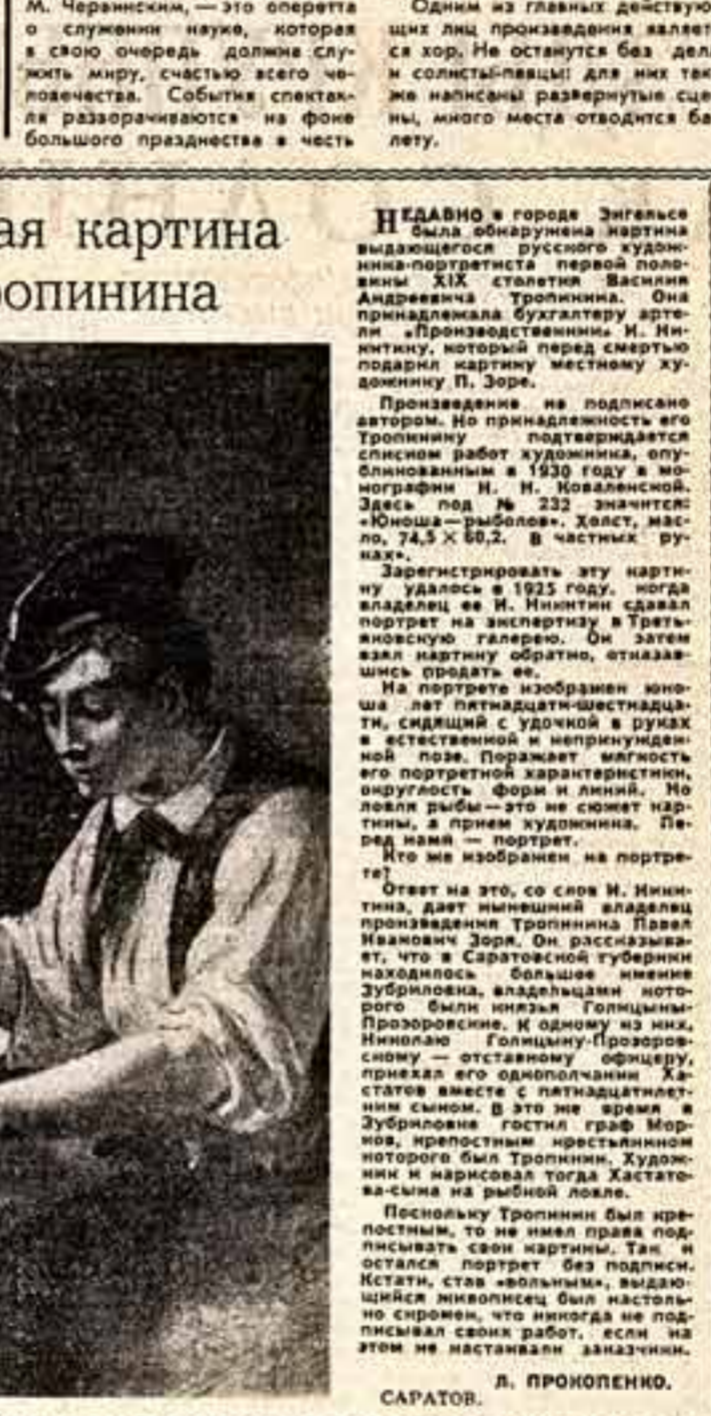 М. Червинским, — это оперетта
о служении науке, которая
в свою очередь должна слу-
жить миру, счастью всего че-
ловечества. События спектак-
ля разворачиваются на фоне
большого празднества в честь
Одним из главных действую
щих лиц произведения являет
ся хор. Не останутся без дел
и солисты-певцы: для них так
же написаны развернутые сце
ны, много места отводится ба
лету.
ая картина
ропинина
НЕДАВНО в городе Энгельсе
была обнаружена картина
выдающегося русского худож-
ника-портретиста первой поло-
вины XIX столетия Василия
Андреевича Тропинина. Она
принадлежала бухгалтеру арте-
ли «Производственник» И. Ни-
китину, который перед смертью
подарил картину местному ху-
дожнику П. Зоре.
Произведение не подписано
автором. Но принадлежность его
Тропинину подтверждается
списком работ художника, опу-
бликованным в 1930 году в мо-
нографии Н. Н. Коваленской.
Здесь под № 232 значится:
«Юноша—рыболов». Холст, мас-
ло, 74,5 × 60,2. В частных ру-
ках».
Зарегистрировать эту карти-
ну удалось в 1925 году, когда
владелец ее И. Никитин сдавал
портрет на экспертизу в Треть-
яковскую галерею. Он затем
взял картину обратно, отказав-
шись продать ее.
На портрете изображен юно-
ша лет пятнадцати-шестнадца-
ти, сидящий с удочкой в руках
в естественной и непринужден-
ной позе. Поражает мягкость
его портретной характеристики,
округлость форм и линий. Но
ловля рыбы—это не сюжет кар-
тины, а прием художника. Пе-
ред нами — портрет.
Кто же изображен на портре-
те?
Ответ на это, со слов И. Ники-
тина, дает нынешний владелец
произведения Тропинина Павел
Иванович Зоря. Он рассказыва-
ет, что в Саратовской губернии
находилось большое имение
Зубриловка, владельцами кото-
рого были князья Голицыны-
Прозоровские. К одному из них,
Николаю Голицыну-Прозоров-
скому — отставному офицеру,
приехал его однополчанин Ха-
статов вместе с пятнадцатилет-
ним сыном. В это же время в
Зубриловке гостил граф Мор-
ков, крепостным крестьянином
которого был Тропинин. Худож-
ник и нарисовал тогда Хастато-
ва-сына на рыбной ловле.
Поскольку Тропинин был кре-
постным, то не имел права под-
писывать свои картины. Так и
остался портрет без подписи.
Кстати, став «вольным», выдаю-
щийся живописец был настоль-
но скромен, что никогда не под-
писывал своих работ, если на
этом не настаивали заказчики.
Л. ПРОКОПЕНКО.
САРАТОВ.